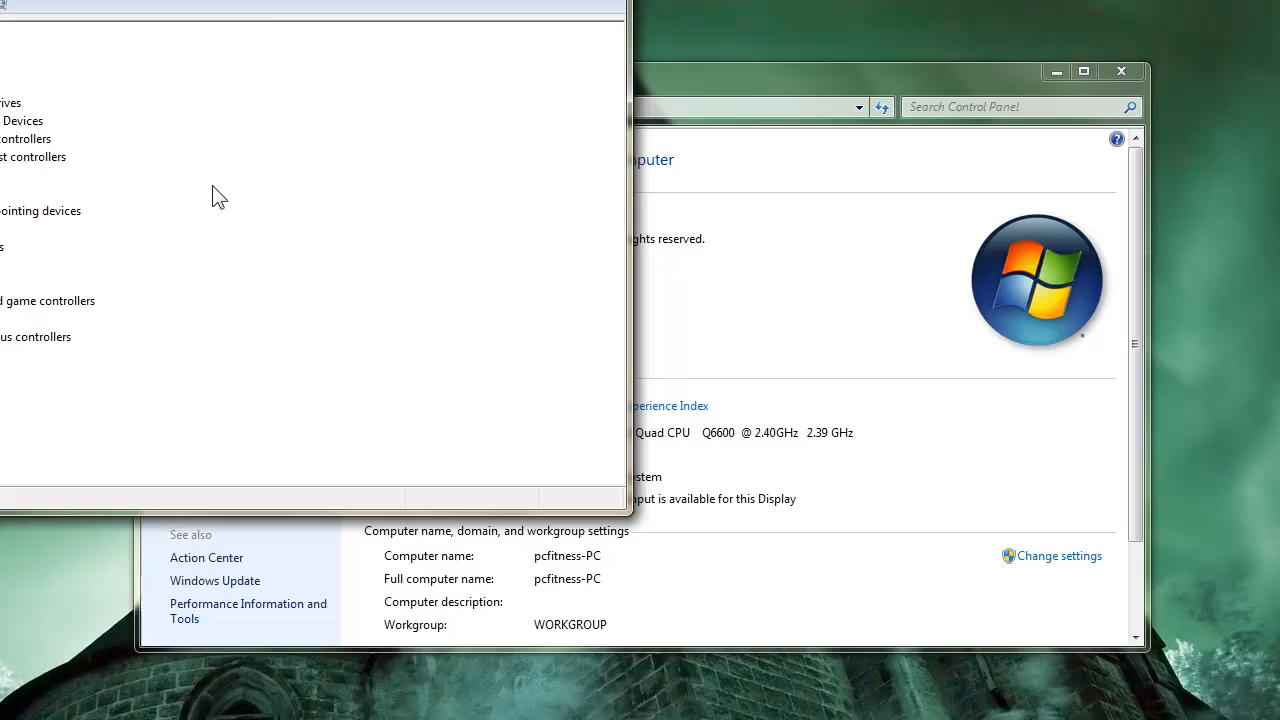 rives
Devices
ontrollers
st controllers
ointing devices
s
d game controllers
us controllers
Search Control Panel
puter
ghts reserved.
perience Index
Quad CPU Q6600 @ 2.40GHz 2.39 GHz
stem
nput is available for this Display
See also
Action Center
Windows Update
Performance Information and
Tools
Computer name, domain, and workgroup settings
Computer name: pcfitness-PC
Change settings
Full computer name: pcfitness-PC
Computer description:
Workgroup: WORKGROUP